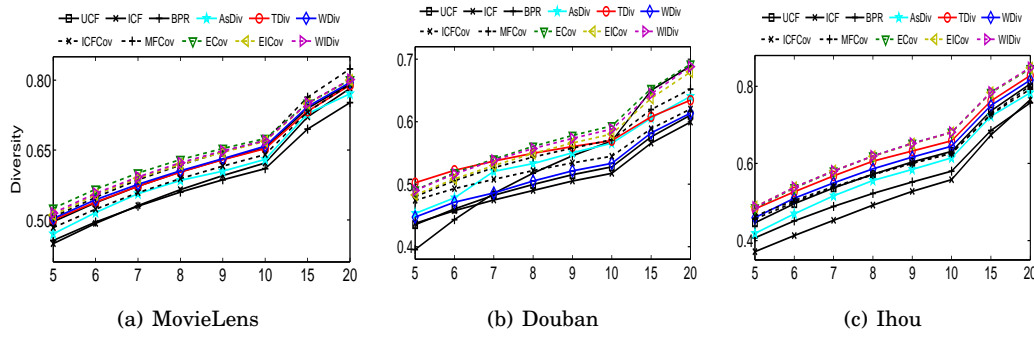 UCF ICF BPR AsDiv TDiv WDiv
ICFCov MFCov ECov EICov WIDiv
UCF ICF BPR AsDiv TDiv WDiv
ICFCov MFCov ECov EICov WIDiv
UCF ICF BPR AsDiv TDiv WDiv
ICFCov MFCov ECov EICov WIDiv
Diversity
0.80
0.65
0.50
5 6 7 8 9 10 15 20
0.7
0.6
0.5
0.4
5 6 7 8 9 10 15 20
0.8
0.6
0.4
5 6 7 8 9 10 15 20
(a) MovieLens
(b) Douban
(c) Ihou